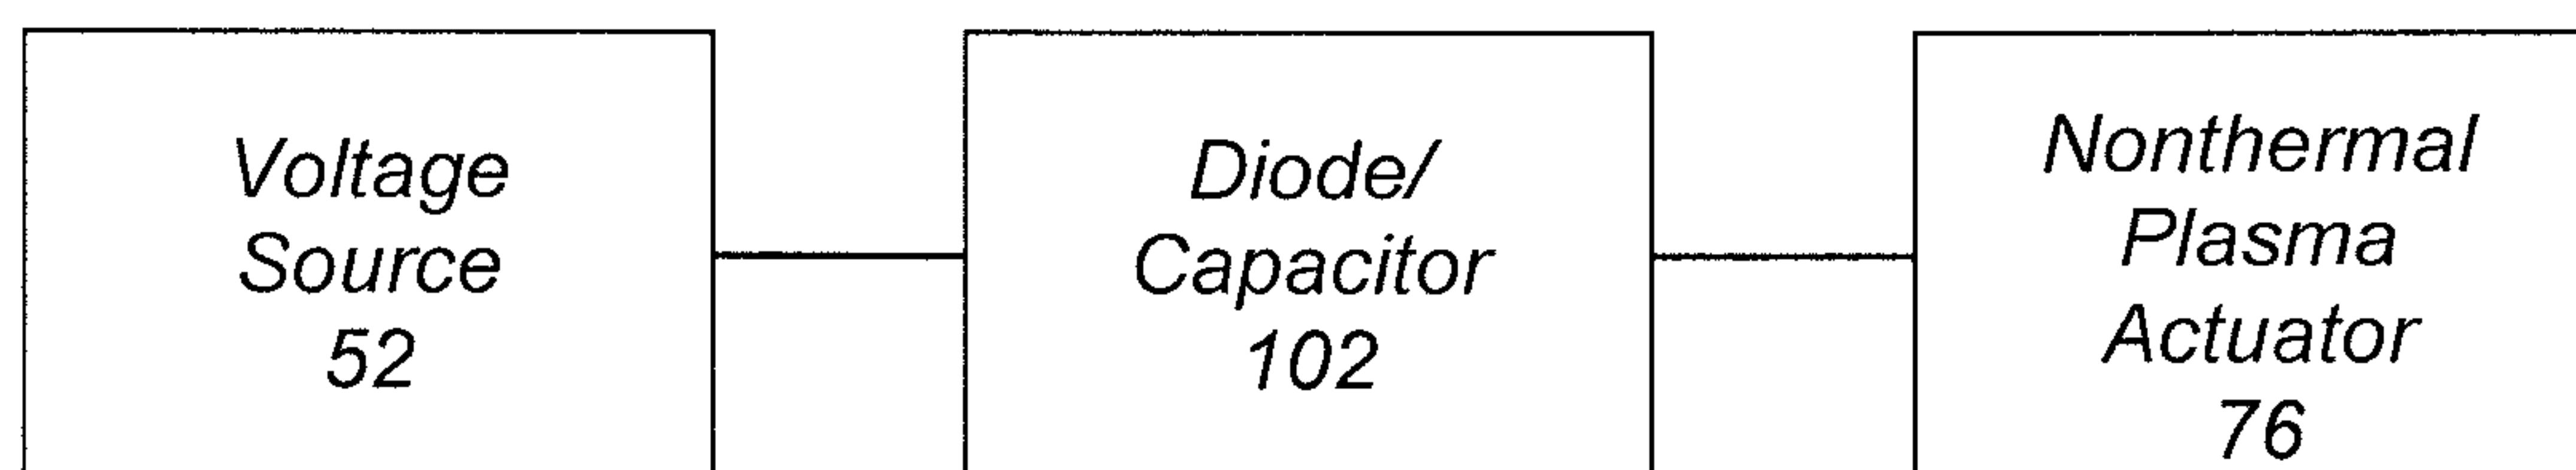 Voltage
Source
52
Diode/
Capacitor
102
Nonthermal
Plasma
Actuator
76